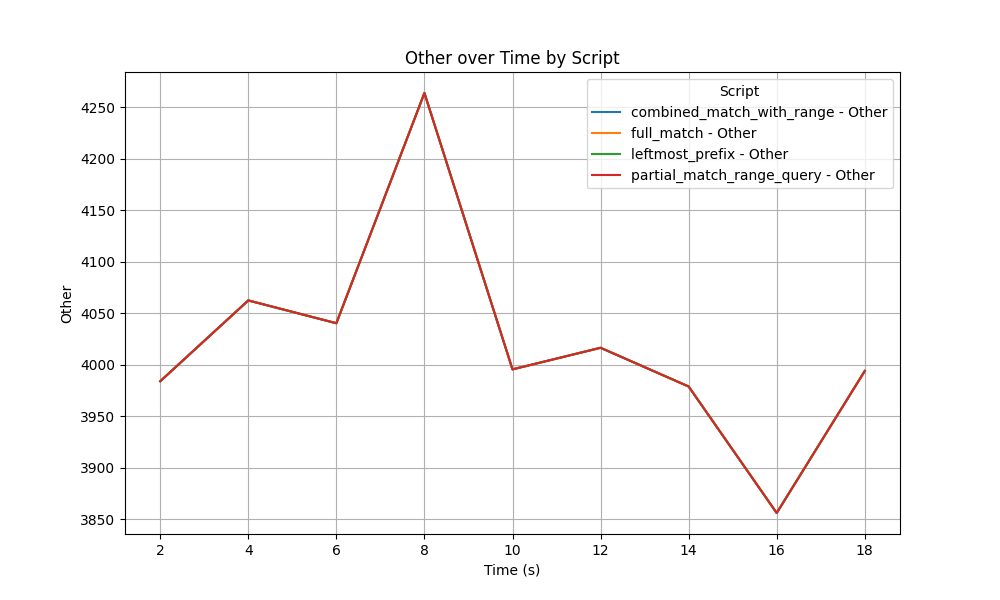 Other over Time by Script
Script
combined_match_with_range - Other
full_match - Other
leftmost_prefix - Other
partial_match_range_query - Other
Other
4250
4200
4150
4100
4050
4000
3950
3900
3850
2 4 6 8 10 12 14 16 18
Time (s)